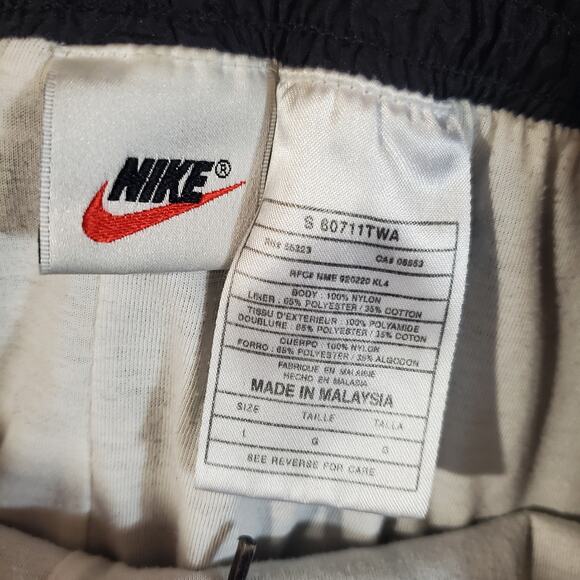 NIKE®
S 60711TWA
RN# 56323 CA# 05553
RFC# NME 920220 KL4
BODY : 100% NYLON
LINER : 65% POLYESTER / 35% COTTON
TISSU D'EXTERIEUR : 100% POLYAMIDE
DOUBLURE : 65% POLYESTER / 35% COTON
CUERPO : 100% NYLON
FORRO : 65% POLYESTER / 35% ALGODON
FABRIQUE EN MALAISIE
HECHO EN MALASIA
MADE IN MALAYSIA
SIZE TAILLE TALLA
L G G
SEE REVERSE FOR CARE